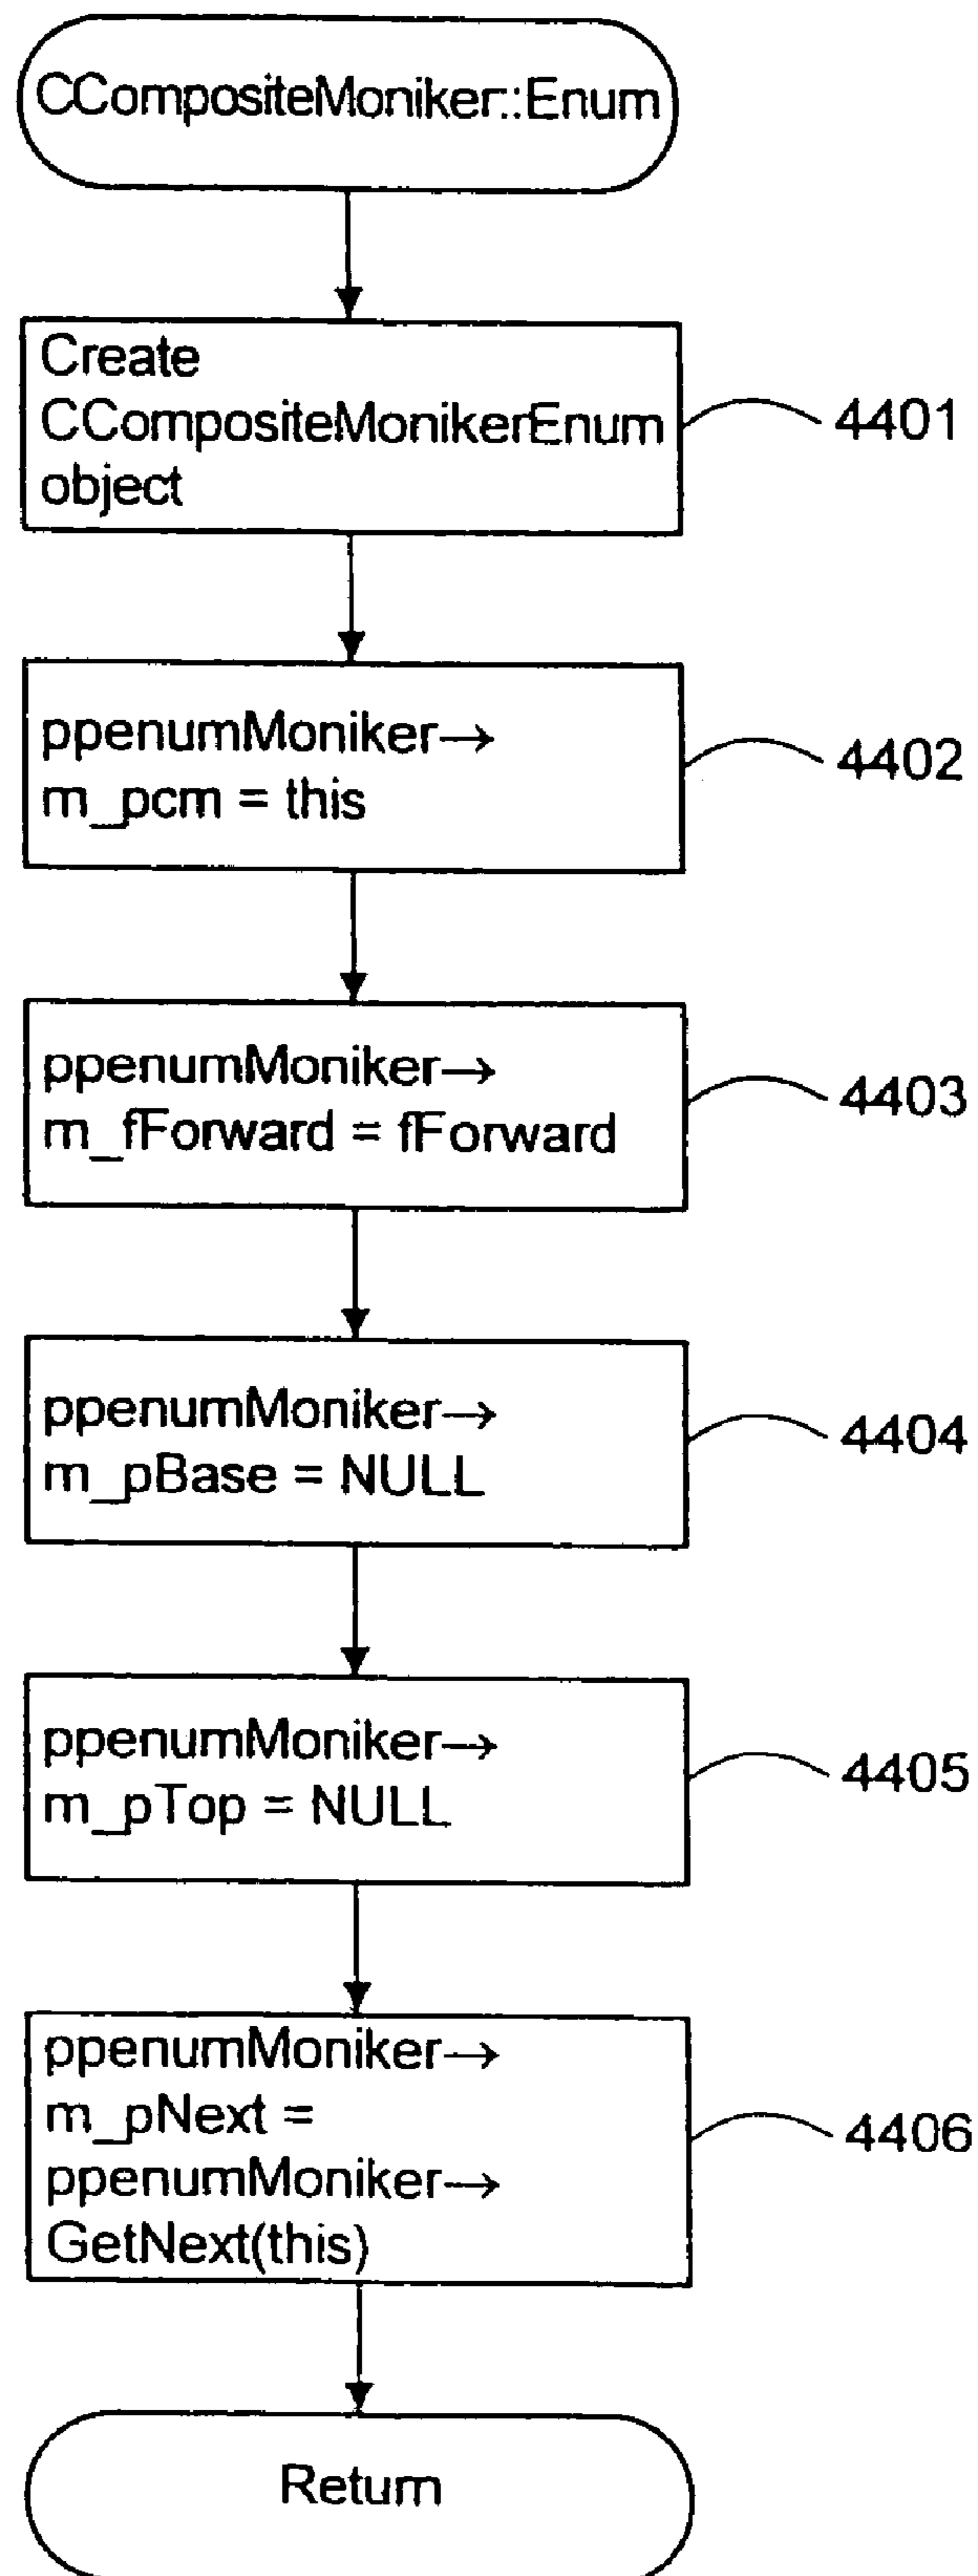 CCompositeMoniker::Enum
Create
CCompositeMonikerEnum
object
4401
ppenumMoniker→
m_pcm = this
4402
ppenumMoniker→
m_fForward = fForward
4403
ppenumMoniker→
m_pBase = NULL
4404
ppenumMoniker→
m_pTop = NULL
4405
ppenumMoniker→
m_pNext =
ppenumMoniker→
GetNext(this)
4406
Return